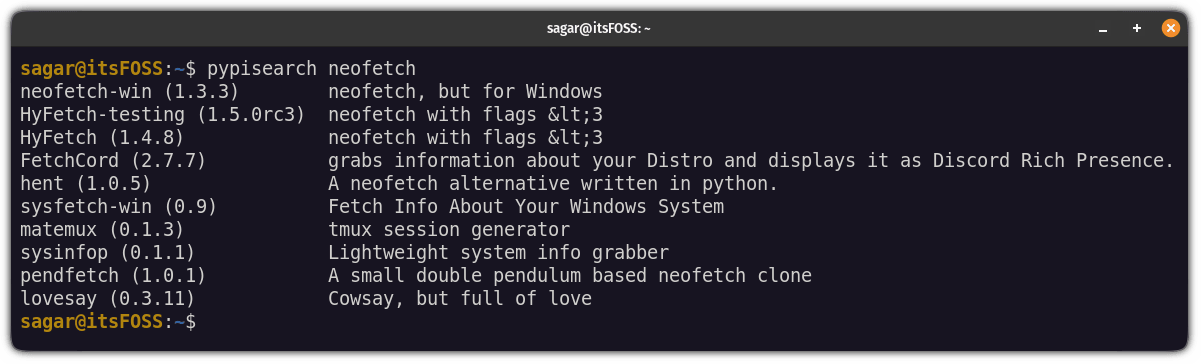 sagar@itsFOSS: ~
sagar@itsFOSS:~$ pypisearch neofetch
neofetch-win (1.3.3)        neofetch, but for Windows
HyFetch-testing (1.5.0rc3)  neofetch with flags &lt;3
HyFetch (1.4.8)             neofetch with flags &lt;3
FetchCord (2.7.7)           grabs information about your Distro and displays it as Discord Rich Presence.
hent (1.0.5)                A neofetch alternative written in python.
sysfetch-win (0.9)          Fetch Info About Your Windows System
matemux (0.1.3)             tmux session generator
sysinfop (0.1.1)            Lightweight system info grabber
pendfetch (1.0.1)           A small double pendulum based neofetch clone
lovesay (0.3.11)            Cowsay, but full of love
sagar@itsFOSS:~$